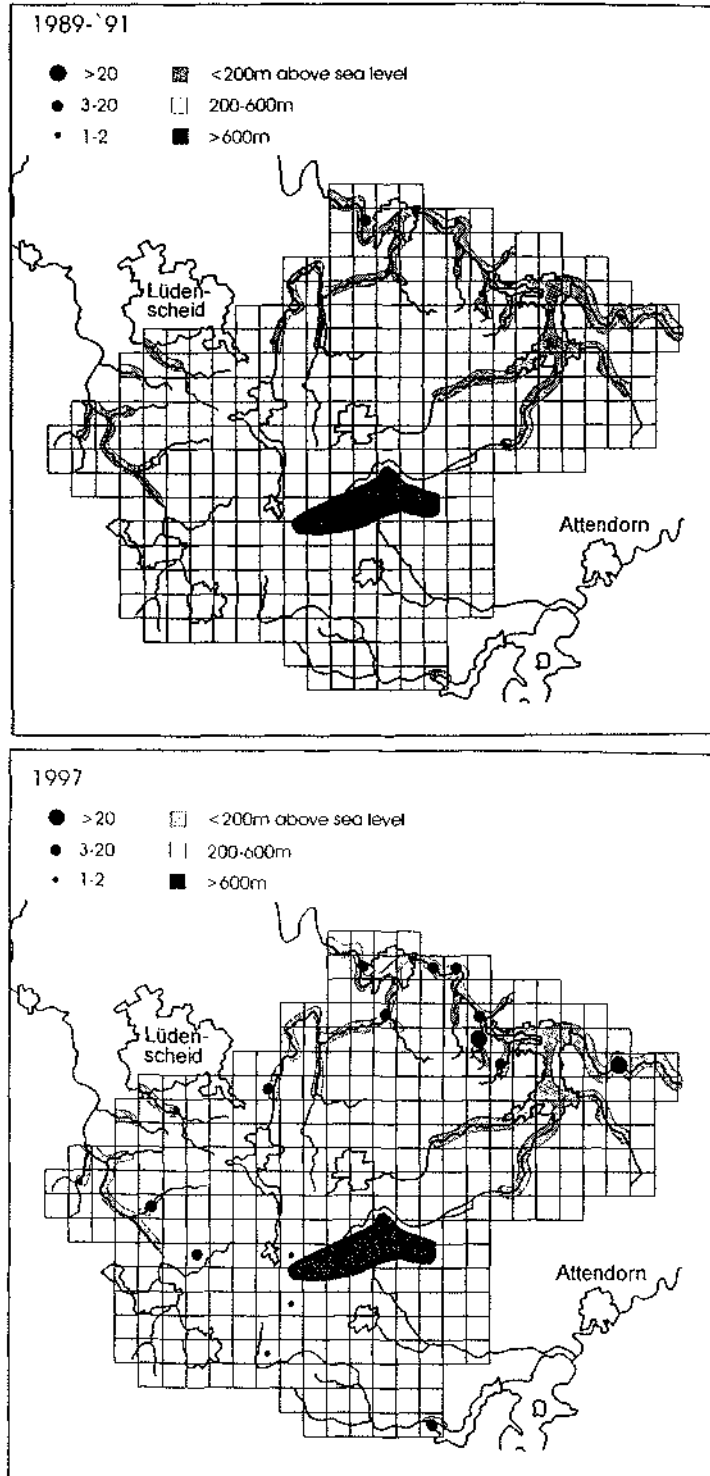 1989-`91
>20 <200m above sea level
3-20 200-600m
1-2 >600m
Lüden-
scheid
Attendorn
1997
>20 <200m above sea level
3-20 200-600m
1-2 >600m
Lüden-
scheid
Attendorn